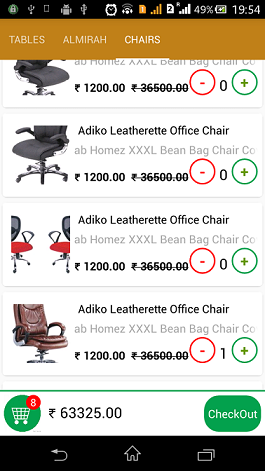 49% 19:54
TABLES ALMIRAH CHAIRS
ab Homez XXXL Bean Bag Chair Co
₹ 1200.00 ₹ 36500.00 - 0 +
Adiko Leatherette Office Chair
ab Homez XXXL Bean Bag Chair Co
₹ 1200.00 ₹ 36500.00 - 0 +
Adiko Leatherette Office Chair
ab Homez XXXL Bean Bag Chair Co
₹ 1200.00 ₹ 36500.00 - 0 +
Adiko Leatherette Office Chair
ab Homez XXXL Bean Bag Chair Co
₹ 1200.00 ₹ 36500.00 - 1 +
8
₹ 63325.00 CheckOut